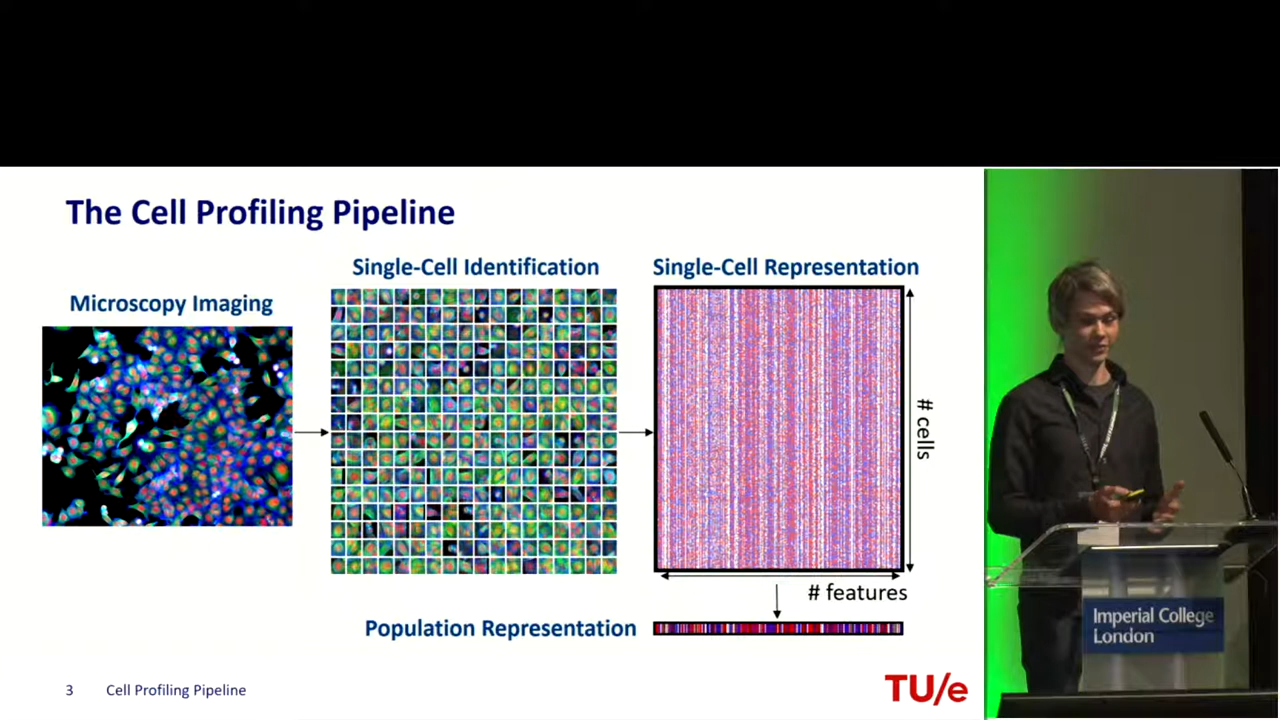 The Cell Profiling Pipeline
Microscopy Imaging
Single-Cell Identification
Single-Cell Representation
# cells
# features
Population Representation
3 Cell Profiling Pipeline
TU/e
Imperial College
London